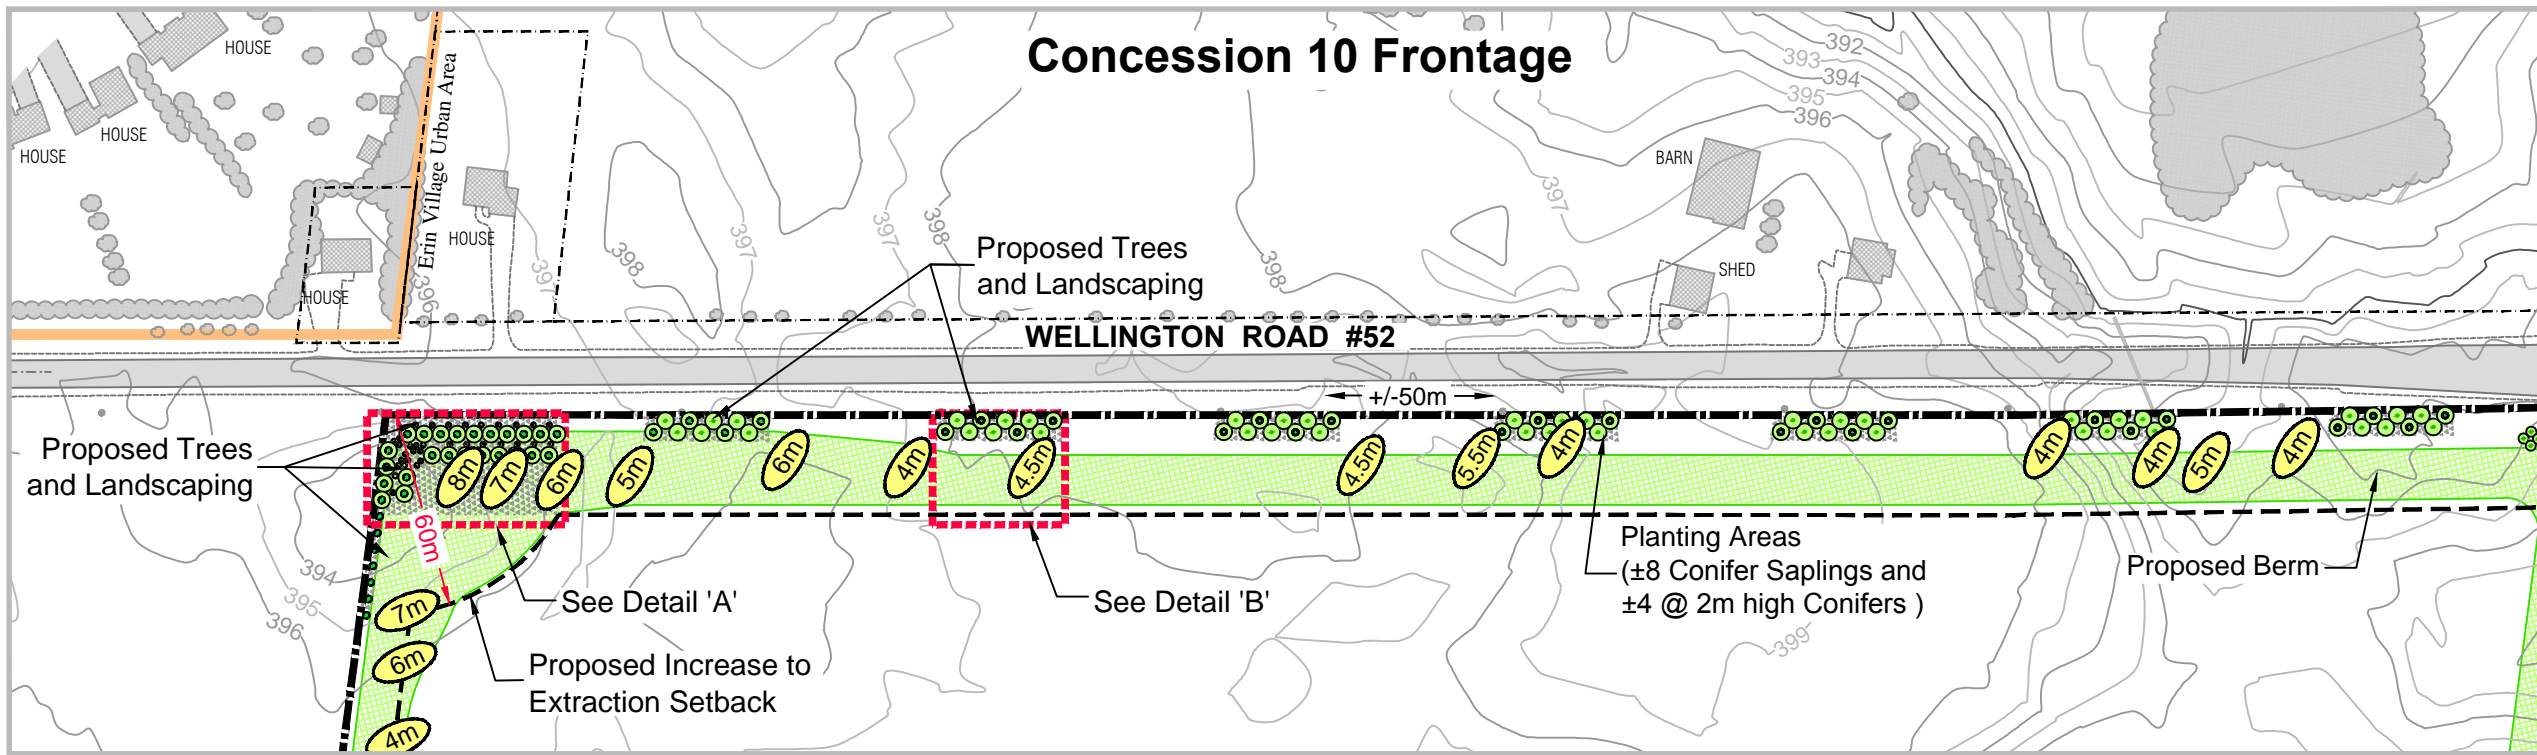 Concession 10 Frontage
HOUSE
HOUSE
HOUSE
HOUSE
HOUSE
Erin Village Urban Area
392
393
394
395
396
BARN
SHED
397
398
397
397
398
397
398
396
Proposed Trees
and Landscaping
WELLINGTON ROAD #52
+/-50m
Proposed Trees
and Landscaping
8m
7m
6m
5m
6m
4m
4.5m
4.5m
5.5m
4m
4m
4m
5m
4m
60m
394
395
396
7m
6m
4m
See Detail 'A'
See Detail 'B'
Planting Areas
(±8 Conifer Saplings and
±4 @ 2m high Conifers )
Proposed Berm
Proposed Increase to
Extraction Setback
399